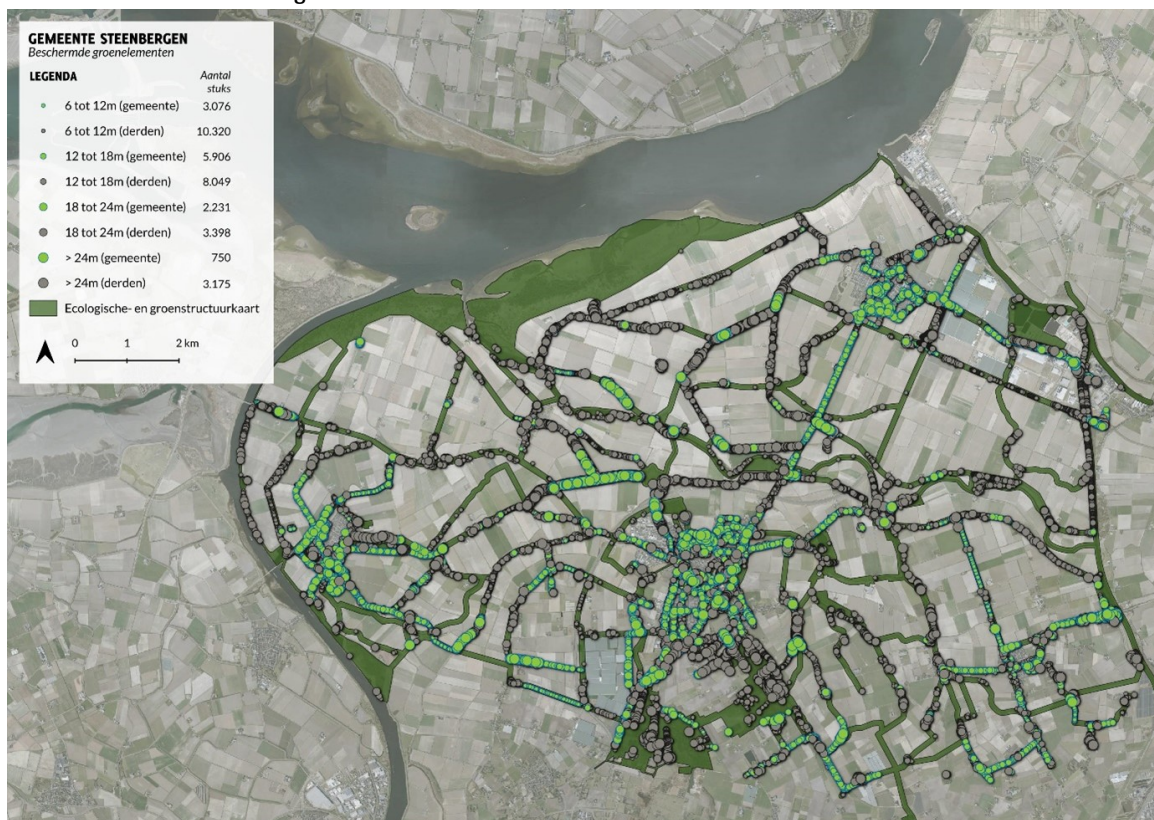 GEMEENTE STEENBERGEN
Beschermde groenelementen
LEGENDA
Aantal
stuks
6 tot 12m (gemeente) 3.076
6 tot 12m (derden) 10.320
12 tot 18m (gemeente) 5.906
12 tot 18m (derden) 8.049
18 tot 24m (gemeente) 2.231
18 tot 24m (derden) 3.398
> 24m (gemeente) 750
> 24m (derden) 3.175
Ecologische- en groenstructuurkaart
0 1 2 km